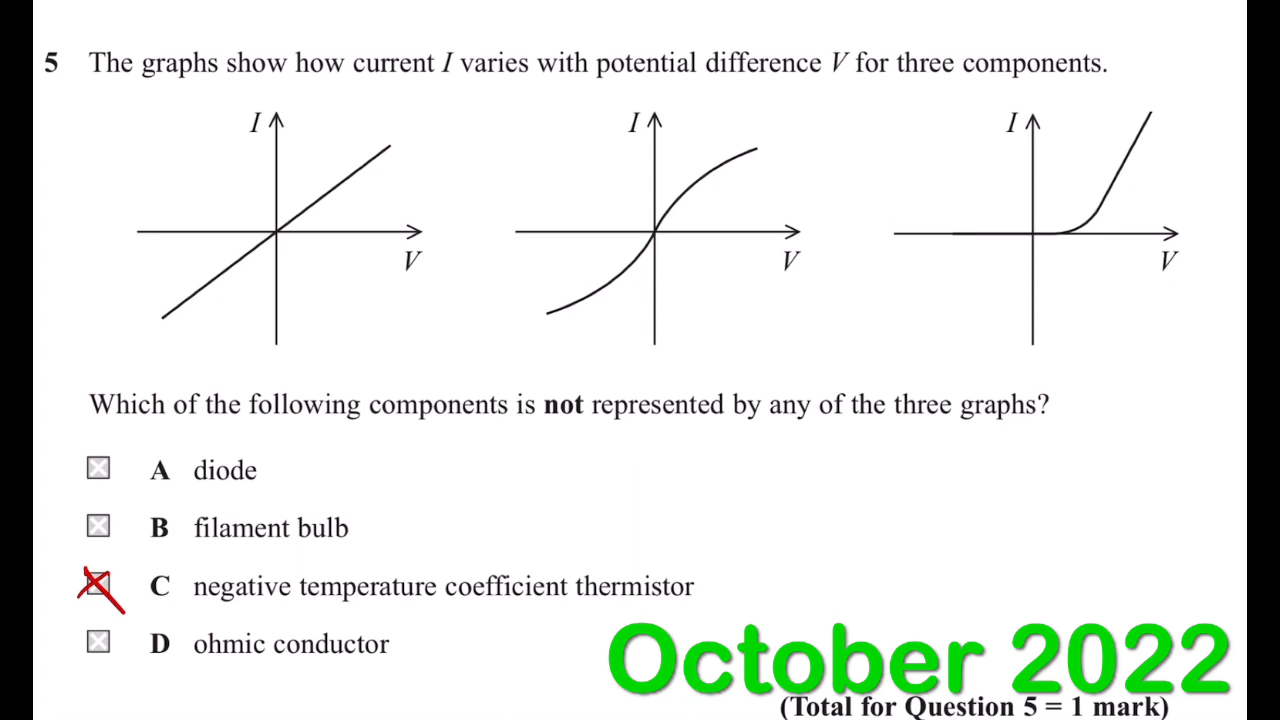 5 The graphs show how current I varies with potential difference V for three components.
I I I
V V V
Which of the following components is not represented by any of the three graphs?
A diode
B filament bulb
C negative temperature coefficient thermistor
D ohmic conductor
October 2022
(Total for Question 5 = 1 mark)